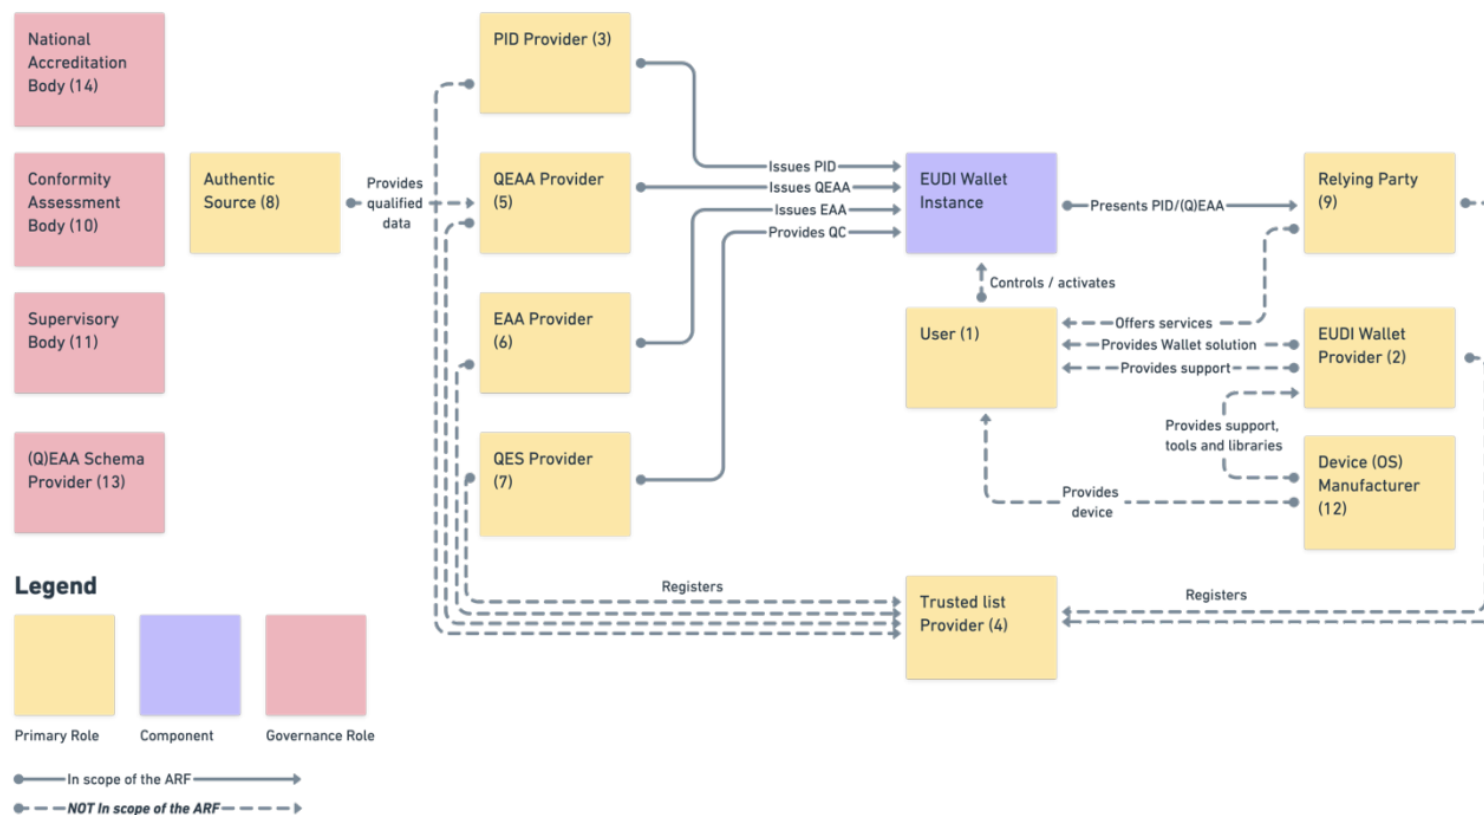 National
Accreditation
Body (14)
PID Provider (3)
Conformity
Assessment
Body (10)
Authentic
Source (8)
Provides
qualified
data
QEAA Provider
(5)
Issues PID
Issues QEAA
Issues EAA
Provides QC
EUDI Wallet
Instance
Presents PID/(Q)EAA
Relying Party
(9)
Controls / activates
Supervisory
Body (11)
EAA Provider
(6)
User (1)
Offers services
Provides Wallet solution
Provides support
EUDI Wallet
Provider (2)
Provides support,
tools and libraries
(Q)EAA Schema
Provider (13)
QES Provider
(7)
Provides
device
Device (OS)
Manufacturer
(12)
Registers
Trusted list
Provider (4)
Registers
Legend
Primary Role
Component
Governance Role
In scope of the ARF
NOT In scope of the ARF